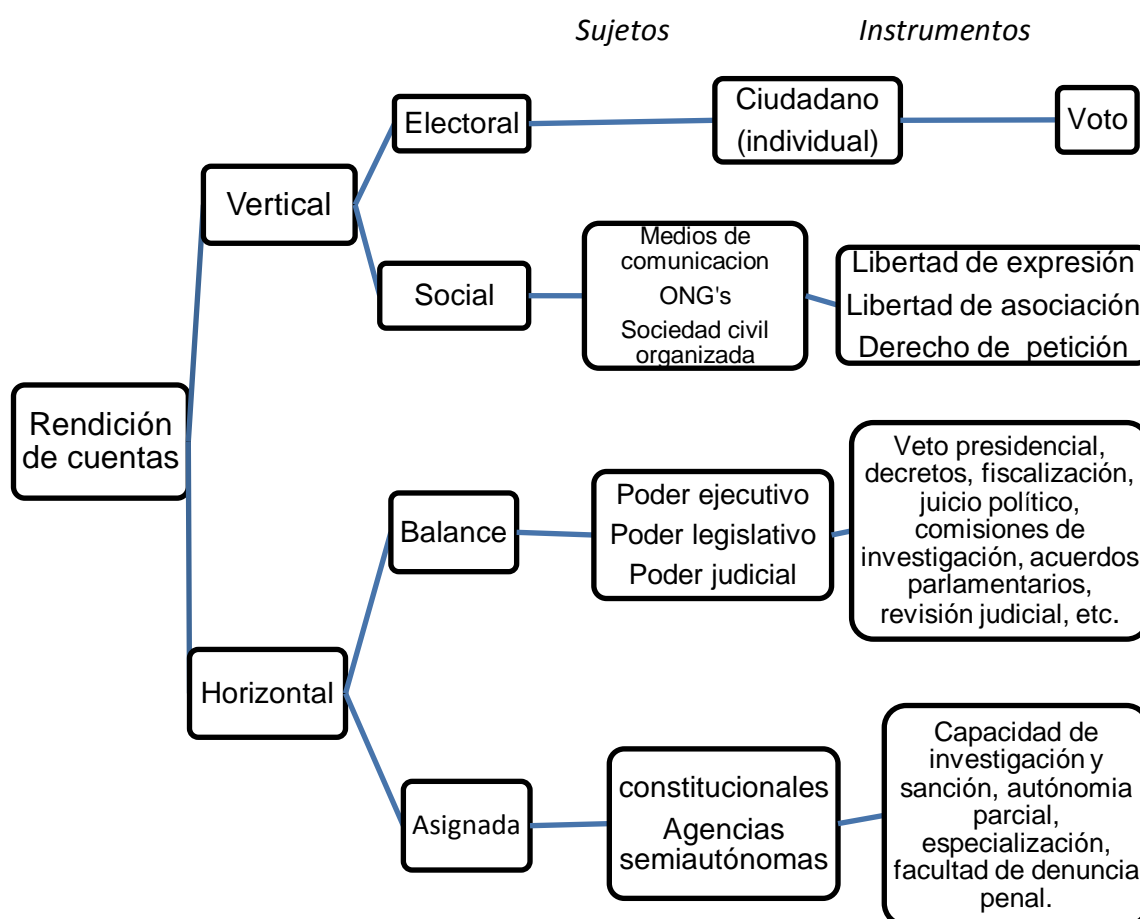 Sujetos
Instrumentos
Electoral
Ciudadano
(individual)
Voto
Vertical
Social
Medios de
comunicacion
ONG's
Sociedad civil
organizada
Libertad de expresión
Libertad de asociación
Derecho de petición
Rendición
de cuentas
Balance
Poder ejecutivo
Poder legislativo
Poder judicial
Veto presidencial,
decretos, fiscalización,
juicio político,
comisiones de
investigación, acuerdos
parlamentarios,
revisión judicial, etc.
Horizontal
Asignada
constitucionales
Agencias
semiautónomas
Capacidad de
investigación y
sanción, autónomia
parcial,
especialización,
facultad de denuncia
penal.